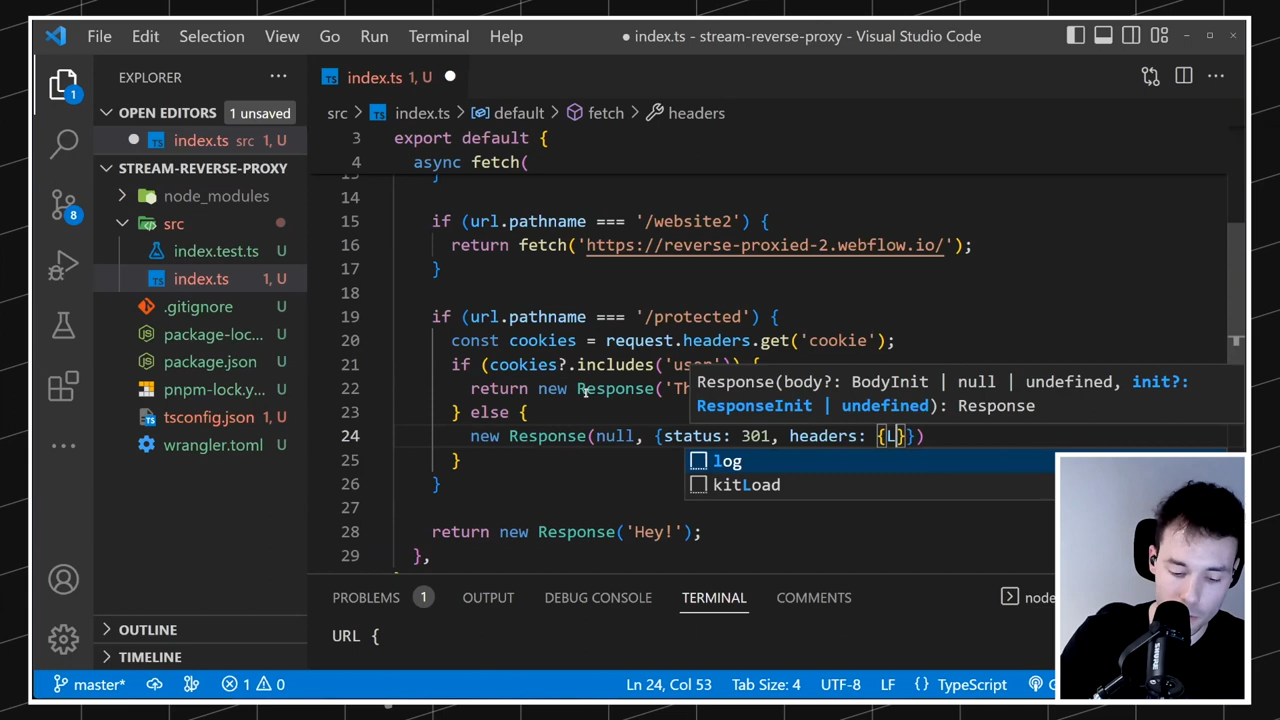 File Edit Selection View Go Run Terminal Help
● index.ts - stream-reverse-proxy - Visual Studio Code
EXPLORER
OPEN EDITORS 1 unsaved
index.ts src 1, U
STREAM-REVERSE-PROXY
node_modules
src
index.test.ts U
index.ts 1, U
.gitignore U
package-loc... U
package.json U
pnpm-lock.y... U
tsconfig.json 1, U
wrangler.toml U
OUTLINE
TIMELINE
1
8
TS index.ts 1, U
src > TS index.ts > default > fetch > headers
3 export default {
4 async fetch(
}
14
15 if (url.pathname === '/website2') {
16 return fetch('https://reverse-proxied-2.webflow.io/');
17 }
18
19 if (url.pathname === '/protected') {
20 const cookies = request.headers.get('cookie');
21 if (cookies?.includes('user')) {
22 return new Response('Th
23 } else {
24 new Response(null, {status: 301, headers: {L}})
25 }
26 }
27
28 return new Response('Hey!');
29 },
Response(body?: BodyInit | null | undefined, init?:
ResponseInit | undefined): Response
log
kitLoad
PROBLEMS 1 OUTPUT DEBUG CONSOLE TERMINAL COMMENTS node
URL {
master* 1 0 Ln 24, Col 53 Tab Size: 4 UTF-8 LF {} TypeScript
SHURE